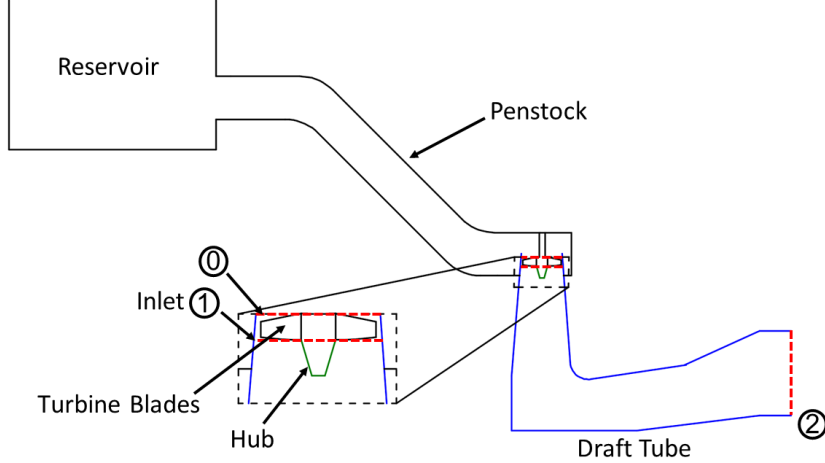 Reservoir
Penstock
0
Inlet 1
Turbine Blades
Hub
2
Draft Tube